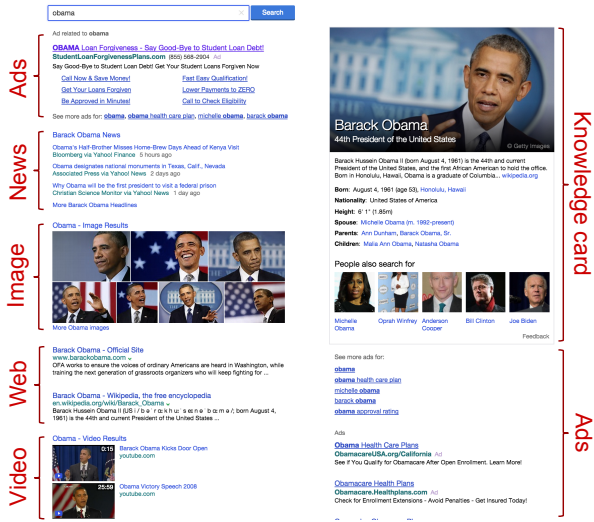 obama
Search
Ads
Ad related to obama
OBAMA Loan Forgiveness - Say Good-Bye to Student Loan Debt!
StudentLoanForgivenessPlans.com (855) 568-2904 Ad
Say Good-Bye to Student Loan Debt! Get Your Student Loans Forgiven Now
Call Now & Save Money! Fast Easy Qualification!
Get Your Loans Forgiven Lower Payments to ZERO
Be Approved in Minutes! Call to Check Eligibility
See more ads for: obama, obama health care plan, michelle obama, barack obama
News
Barack Obama News
Obama's Half-Brother Misses Home-Brew Days Ahead of Kenya Visit
Bloomberg via Yahoo! Finance 5 hours ago
Obama designates national monuments in Texas, Calif., Nevada
Associated Press via Yahoo! News 2 days ago
Why Obama will be the first president to visit a federal prison
Christian Science Monitor via Yahoo! News 1 day ago
More Barack Obama Headlines
Image
Obama - Image Results
More Obama images
Web
Barack Obama - Official Site
www.barackobama.com
OFA works to ensure the voices of ordinary Americans are heard in Washington, while
training the next generation of grassroots organizers who will keep fighting for ...
Barack Obama - Wikipedia, the free encyclopedia
en.wikipedia.org/wiki/Barack_Obama
Barack Hussein Obama II (US
born August 4,
1961) is the 44th and current President of the United States, ...
Video
Obama - Video Results
0:15
Barack Obama Kicks Door Open
youtube.com
25:59
Obama Victory Speech 2008
youtube.com
Knowledge card
Barack Obama
44th President of the United States
© Getty Images
Barack Hussein Obama II (born August 4, 1961) is the 44th and current
President of the United States, and the first African American to hold the office.
Born in Honolulu, Hawaii, Obama is a graduate of Columbia... wikipedia.org
Born: August 4, 1961 (age 53), Honolulu, Hawaii
Nationality: United States of America
Height: 6' 1" (1.85m)
Spouse: Michelle Obama (m. 1992-present)
Parents: Ann Dunham, Barack Obama, Sr.
Children: Malia Ann Obama, Natasha Obama
People also search for
Michelle Obama
Oprah Winfrey
Anderson Cooper
Bill Clinton
Joe Biden
Feedback
Ads
See more ads for:
obama
obama health care plan
michelle obama
barack obama
obama approval rating
Ads
Obama Health Care Plans
ObamacareUSA.org/California Ad
See if You Qualify for Obamacare After Open Enrollment. Learn More!
Obamacare Health Plans
Obamacare.Healthplans.com Ad
Check for Enrollment Extensions - Avoid Penalties - Get Insured Today!